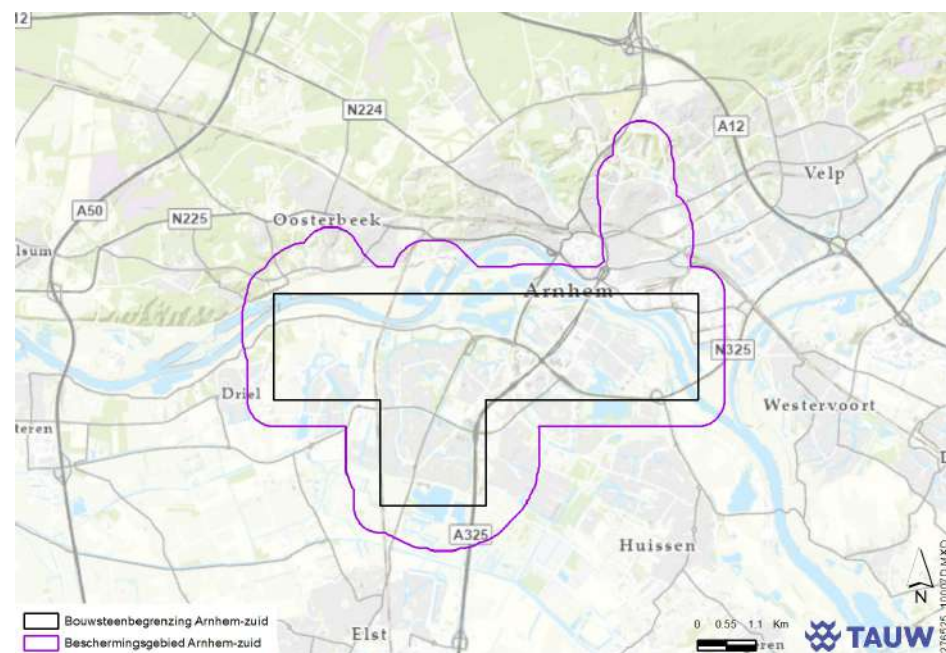 12
N224
A12
Velp
A50
N225
Oosterbeek
lsum
Arnhem
N325
Driel
Westervoort
teren
A325
Huissen
N
Bouwsteenbegrenzing Arnhem-zuid
Beschermingsgebied Arnhem-zuid
Elst
0 0.55 1.1 Km
TAUW